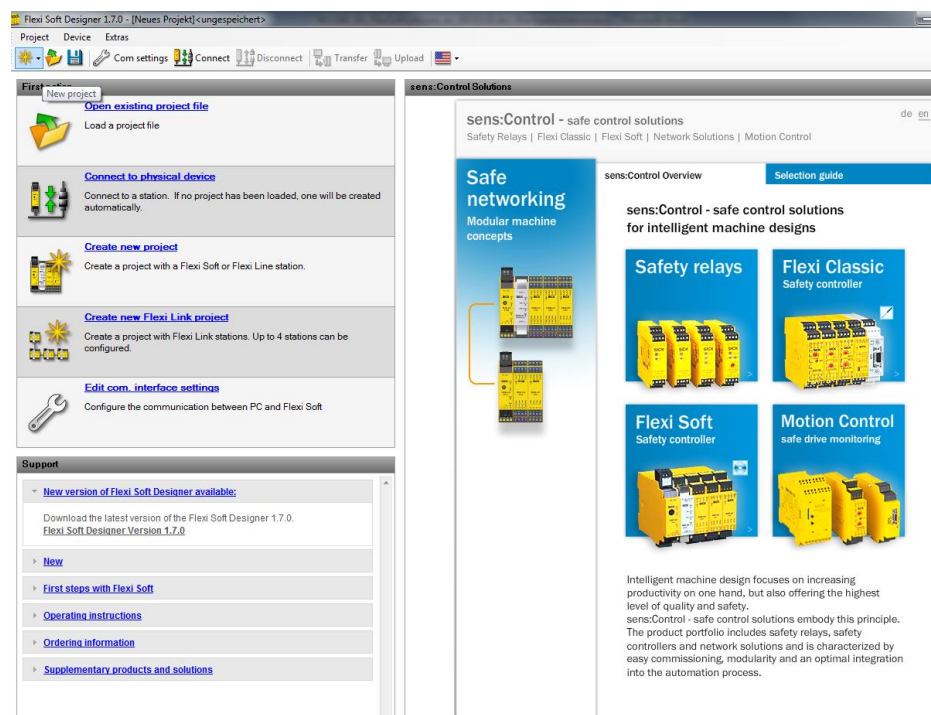 Flexi Soft Designer 1.7.0 - [Neues Projekt]<ungespeichert>
Project Device Extras
Com settings Connect Disconnect Transfer Upload
New project
Open existing project file
Load a project file
Connect to physical device
Connect to a station. If no project has been loaded, one will be created
automatically.
Create new project
Create a project with a Flexi Soft or Flexi Line station.
Create new Flexi Link project
Create a project with Flexi Link stations. Up to 4 stations can be
configured.
Edit com. interface settings
Configure the communication between PC and Flexi Soft
Support
New version of Flexi Soft Designer available:
Download the latest version of the Flexi Soft Designer 1.7.0.
Flexi Soft Designer Version 1.7.0
New
First steps with Flexi Soft
Operating instructions
Ordering information
Supplementary products and solutions
sens:Control Solutions
sens:Control - safe control solutions
de en
Safety Relays | Flexi Classic | Flexi Soft | Network Solutions | Motion Control
Safe
networking
Modular machine
concepts
sens:Control Overview
Selection guide
sens:Control - safe control solutions
for intelligent machine designs
Safety relays
Flexi Classic
Safety controller
Flexi Soft
Safety controller
Motion Control
safe drive monitoring
Intelligent machine design focuses on increasing
productivity on one hand, but also offering the highest
level of quality and safety.
sens:Control - safe control solutions embody this principle.
The product portfolio includes safety relays, safety
controllers and network solutions and is characterized by
easy commissioning, modularity and an optimal integration
into the automation process.